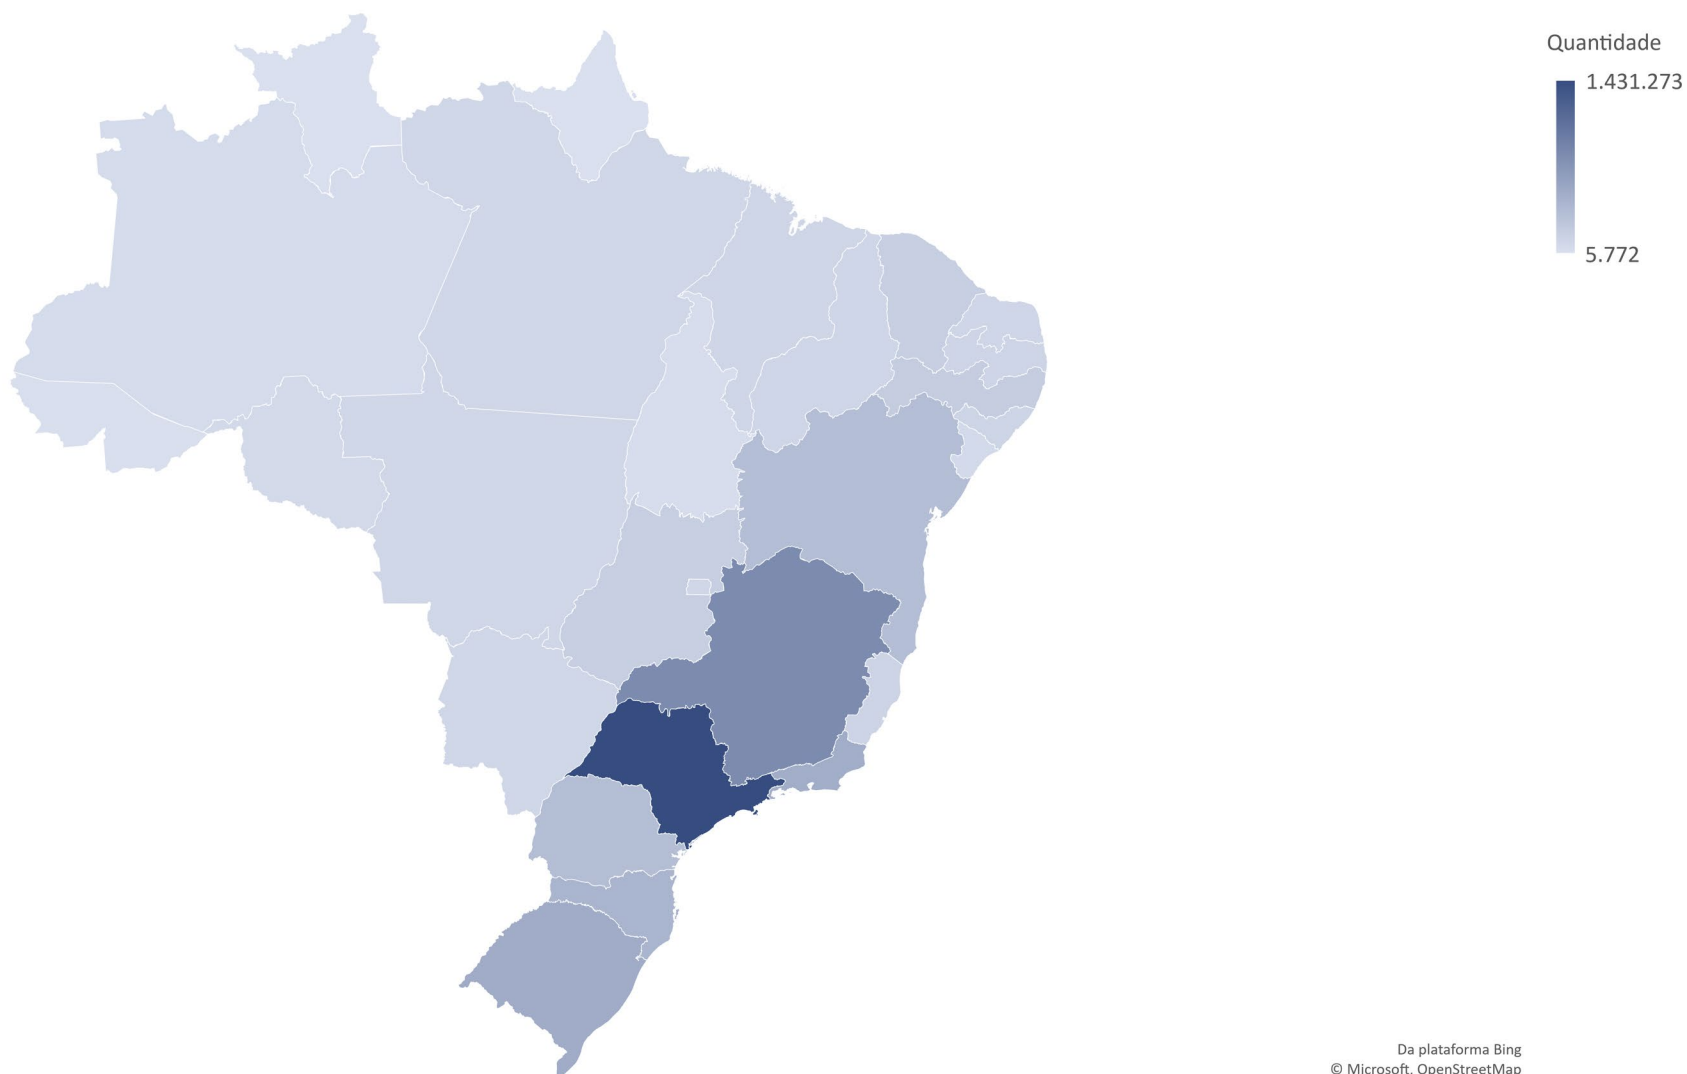 Quantidade
1.431.273
5.772
Da plataforma Bing
© Microsoft, OpenStreetMap